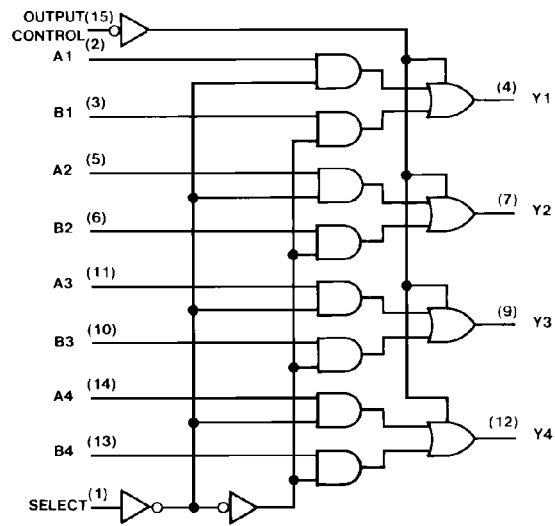 OUTPUT (15)
CONTROL
(2)
A1
(4)
Y1
(3)
B1
(5)
A2
(7)
Y2
(6)
B2
(11)
A3
(9)
Y3
(10)
B3
(14)
A4
(12)
Y4
(13)
B4
SELECT (1)